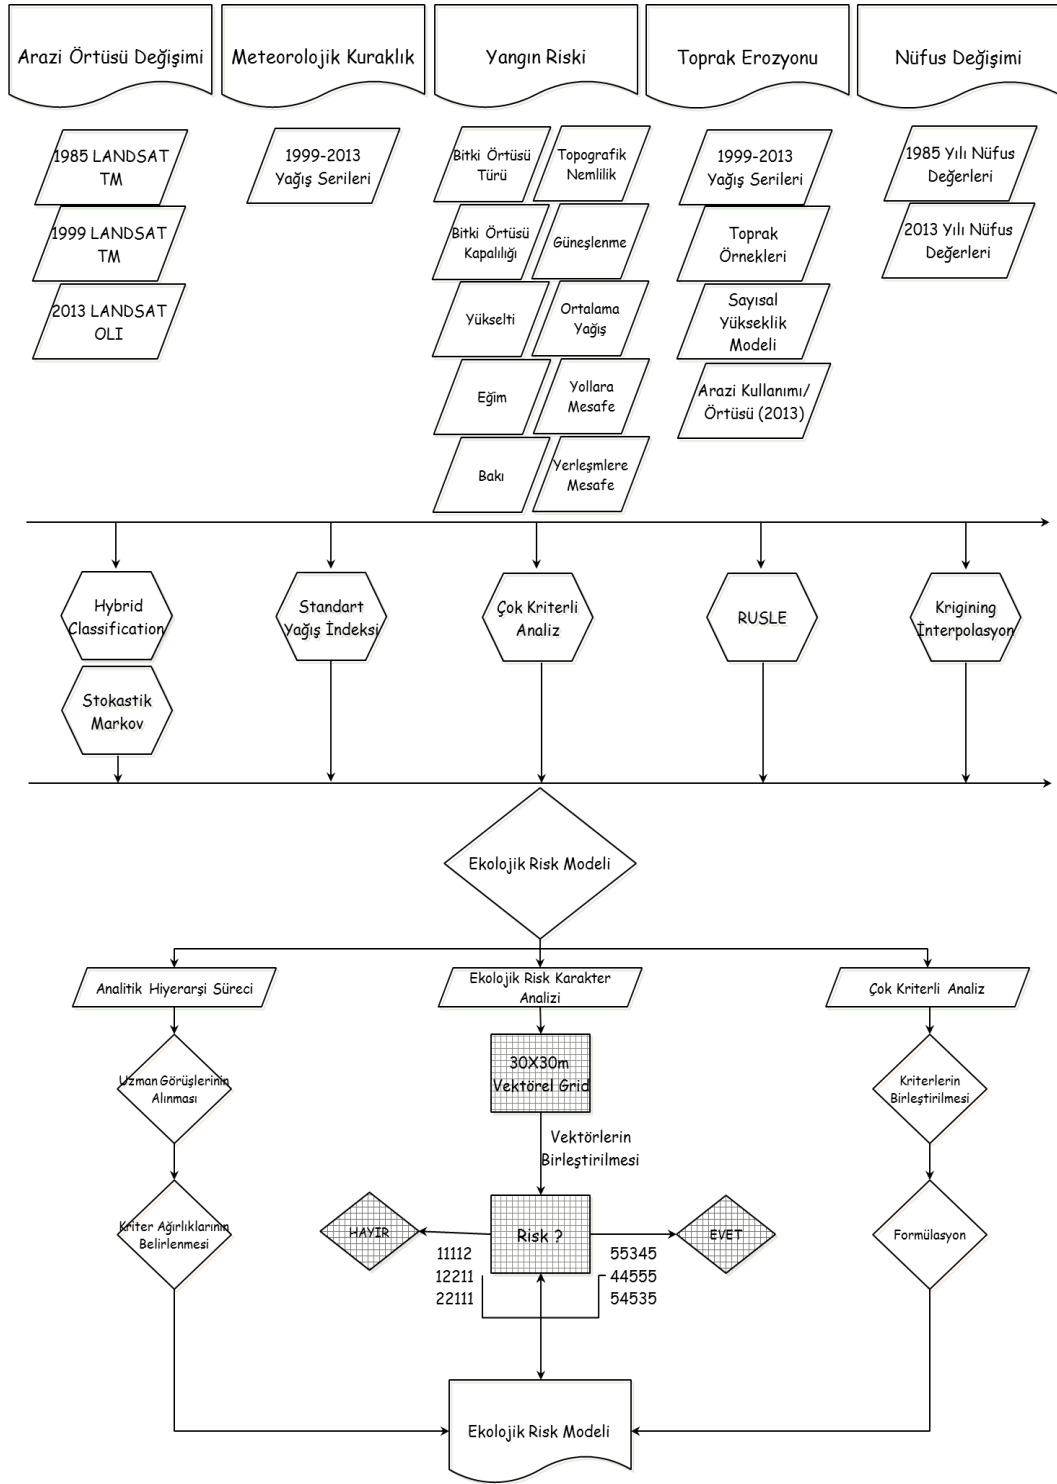 Arazi Örtüsü Değişimi
Meteorolojik Kuraklık
Yangın Riski
Toprak Erozyonu
Nüfus Değişimi
1985 LANDSAT
TM
1999 LANDSAT
TM
2013 LANDSAT
OLI
1999-2013
Yağış Serileri
Bitki Örtüsü
Türü
Topografik
Nemlilik
Bitki Örtüsü
Kapalılığı
Güneşlenme
Yükselti
Ortalama
Yağış
Eğim
Yollara
Mesafe
Bakı
Yerleşmlere
Mesafe
1999-2013
Yağış Serileri
Toprak
Örnekleri
Sayısal
Yükseklik
Modeli
Arazi Kullanımı/
Örtüsü (2013)
1985 Yılı Nüfus
Değerleri
2013 Yılı Nüfus
Değerleri
Hybrid
Classification
Stokastik
Markov
Standart
Yağış İndeksi
Çok Kriterli
Analiz
RUSLE
Krigining
İnterpolasyon
Ekolojik Risk Modeli
Analitik Hiyerarşi Süreci
Ekolojik Risk Karakter
Analizi
Çok Kriterli Analiz
Uzman Görüşlerinin
Alınması
30X30m
Vektörel Grid
Kriterlerin
Birleştirilmesi
Vektörlerin
Birleştirilmesi
Kriter Ağırlıklarının
Belirlenmesi
HAYIR
Risk ?
EVET
Formülasyon
11112
12211
22111
55345
44555
54535
Ekolojik Risk Modeli